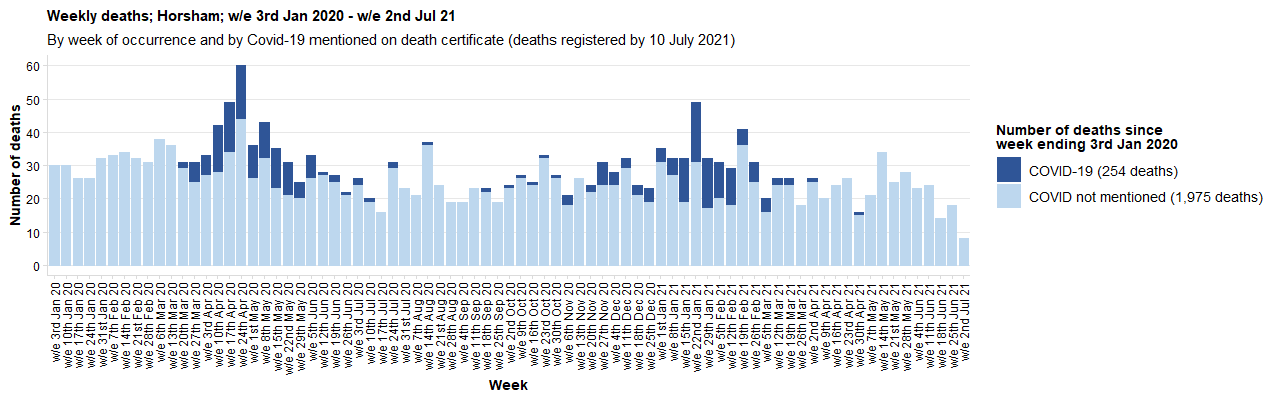 Weekly deaths; Horsham; w/e 3rd Jan 2020 - w/e 2nd Jul 21
By week of occurrence and by Covid-19 mentioned on death certificate (deaths registered by 10 July 2021)
Number of deaths
60
50
40
30
20
10
0
w/e 3rd Jan 20
w/e 10th Jan 20
w/e 17th Jan 20
w/e 24th Jan 20
w/e 31st Jan 20
w/e 7th Feb 20
w/e 14th Feb 20
w/e 21st Feb 20
w/e 28th Feb 20
w/e 6th Mar 20
w/e 13th Mar 20
w/e 20th Mar 20
w/e 27th Mar 20
w/e 3rd Apr 20
w/e 10th Apr 20
w/e 17th Apr 20
w/e 24th Apr 20
w/e 1st May 20
w/e 8th May 20
w/e 15th May 20
w/e 22nd May 20
w/e 29th May 20
w/e 5th Jun 20
w/e 12th Jun 20
w/e 19th Jun 20
w/e 26th Jun 20
w/e 3rd Jul 20
w/e 10th Jul 20
w/e 17th Jul 20
w/e 24th Jul 20
w/e 31st Jul 20
w/e 7th Aug 20
w/e 14th Aug 20
w/e 21st Aug 20
w/e 28th Aug 20
w/e 4th Sep 20
w/e 11th Sep 20
w/e 18th Sep 20
w/e 25th Sep 20
w/e 2nd Oct 20
w/e 9th Oct 20
w/e 16th Oct 20
w/e 23rd Oct 20
w/e 30th Oct 20
w/e 6th Nov 20
w/e 13th Nov 20
w/e 20th Nov 20
w/e 27th Nov 20
w/e 4th Dec 20
w/e 11th Dec 20
w/e 18th Dec 20
w/e 25th Dec 20
w/e 1st Jan 21
w/e 8th Jan 21
w/e 15th Jan 21
w/e 22nd Jan 21
w/e 29th Jan 21
w/e 5th Feb 21
w/e 12th Feb 21
w/e 19th Feb 21
w/e 26th Feb 21
w/e 5th Mar 21
w/e 12th Mar 21
w/e 19th Mar 21
w/e 26th Mar 21
w/e 2nd Apr 21
w/e 9th Apr 21
w/e 16th Apr 21
w/e 23rd Apr 21
w/e 30th Apr 21
w/e 7th May 21
w/e 14th May 21
w/e 21st May 21
w/e 28th May 21
w/e 4th Jun 21
w/e 11th Jun 21
w/e 18th Jun 21
w/e 25th Jun 21
w/e 2nd Jul 21
Week
Number of deaths since
week ending 3rd Jan 2020
COVID-19 (254 deaths)
COVID not mentioned (1,975 deaths)